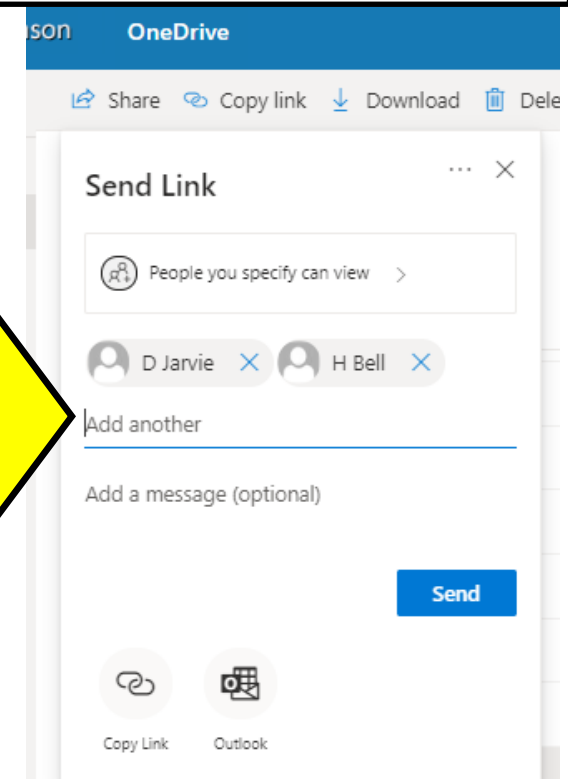 ison OneDrive
Share Copy link Download Dele
Send Link
People you specify can view
D Jarvie H Bell
Add another
Add a message (optional)
Send
Copy Link Outlook